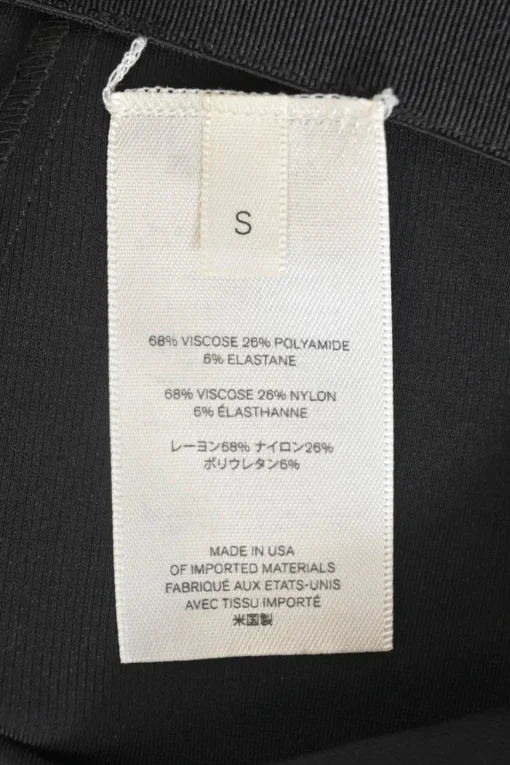 S
68% VISCOSE 26% POLYAMIDE
6% ELASTANE
68% VISCOSE 26% NYLON
6% ÉLASTHANNE
レーヨン68% ナイロン26%
ポリウレタン6%
MADE IN USA
OF IMPORTED MATERIALS
FABRIQUÉ AUX ETATS-UNIS
AVEC TISSU IMPORTÉ
米国製